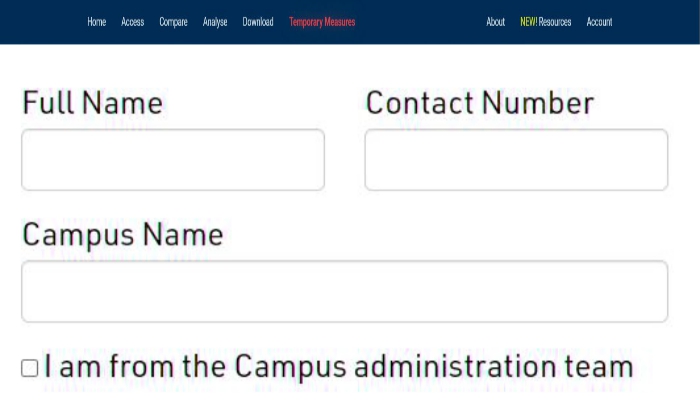 Home Access Compare Analyse Download Temporary Measures About NEW! Resources Account
Full Name Contact Number
Campus Name
I am from the Campus administration team